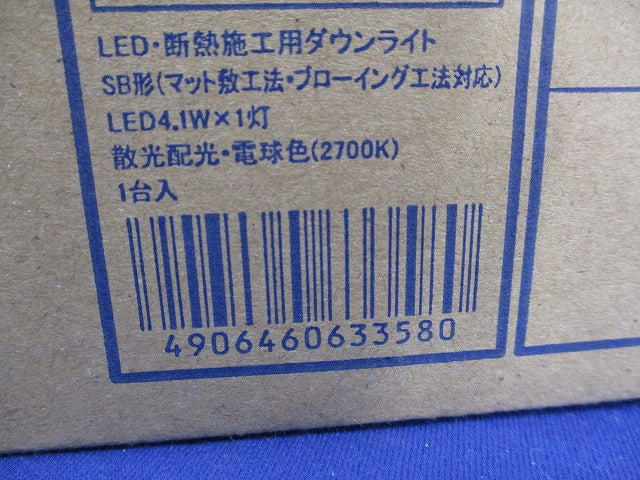 LED・断熱施工用ダウンライト
SB形(マット敷工法・ブローイング工法対応)
LED4.1W×1灯
散光配光・電球色(2700K)
1台入
4906460633580